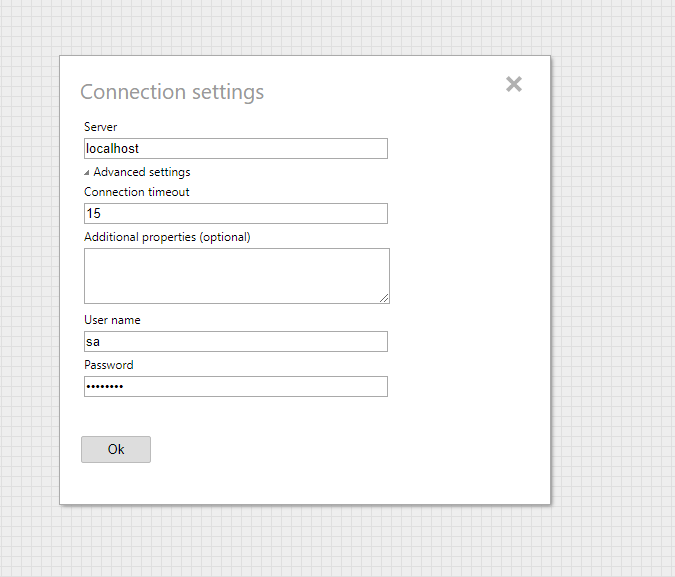 Connection settings
Server
localhost
Advanced settings
Connection timeout
15
Additional properties (optional)
User name
sa
Password
••••••••
Ok